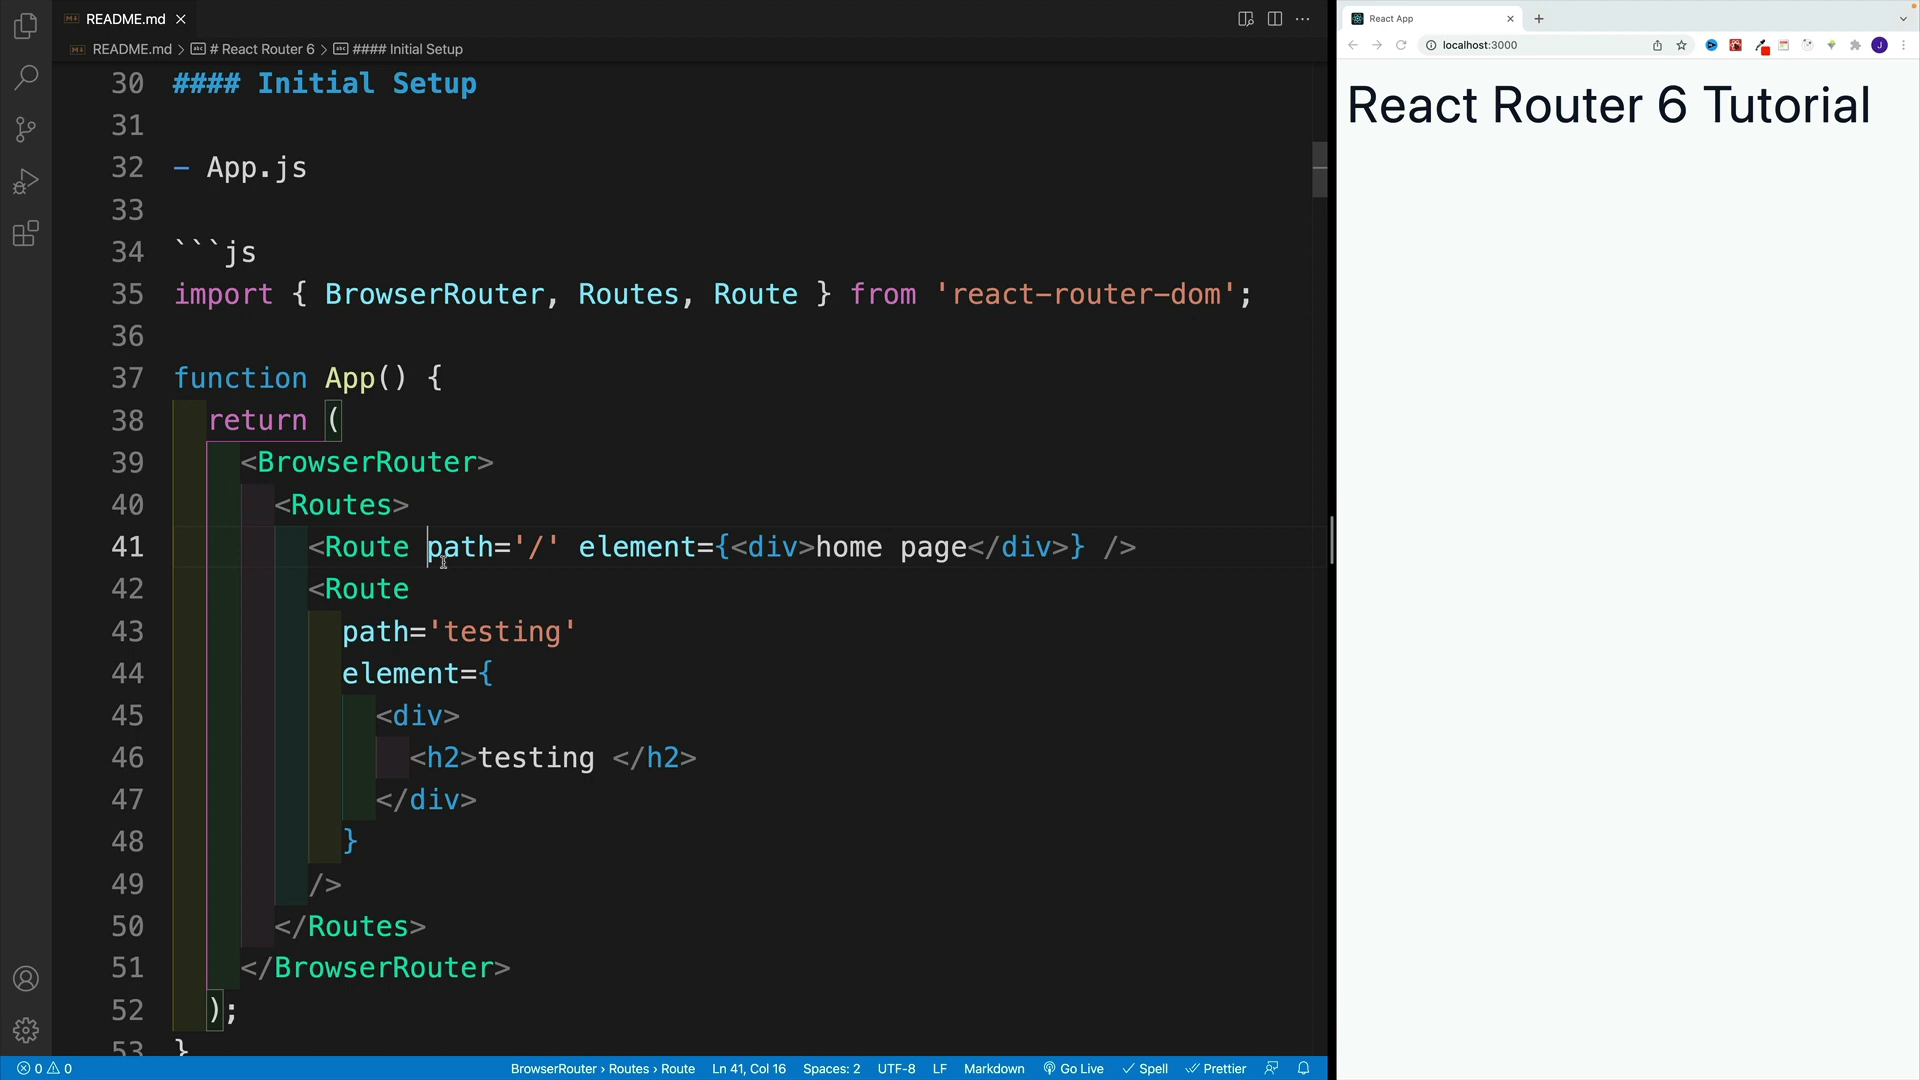 README.md
README.md > # React Router 6 > #### Initial Setup
30 #### Initial Setup
31
32 - App.js
33
34 ```js
35 import { BrowserRouter, Routes, Route } from 'react-router-dom';
36
37 function App() {
38 return (
39 <BrowserRouter>
40 <Routes>
41 <Route path='/' element={<div>home page</div>} />
42 <Route
43 path='testing'
44 element={
45 <div>
46 <h2>testing </h2>
47 </div>
48 }
49 />
50 </Routes>
51 </BrowserRouter>
52 );
53 }
0 0
BrowserRouter › Routes › Route
Ln 41, Col 16
Spaces: 2
UTF-8
LF
Markdown
Go Live
Spell
Prettier
React App
localhost:3000
J
React Router 6 Tutorial